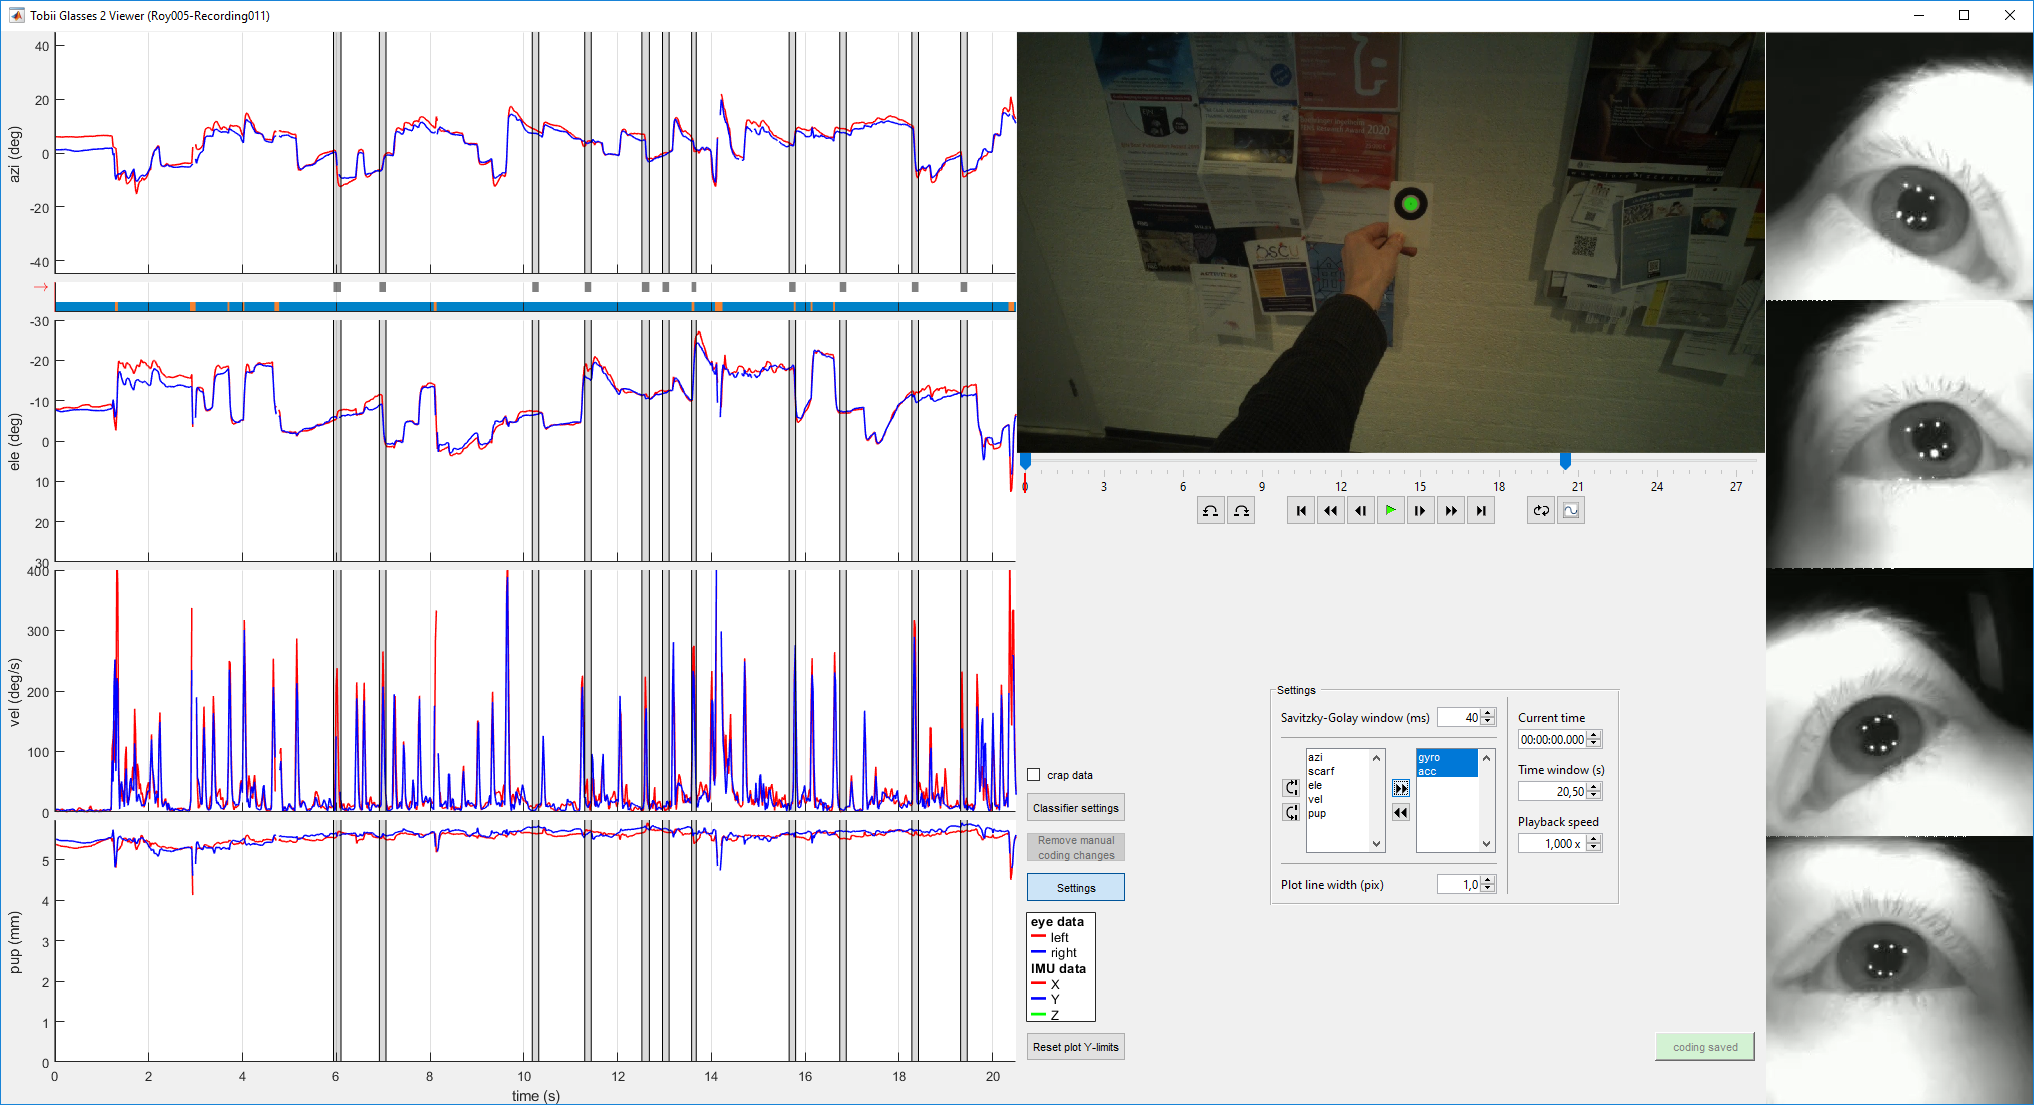 Tobii Glasses 2 Viewer (Roy005-Recording011)
azi (deg)
40
20
0
-20
-40
ele (deg)
-30
-20
-10
0
10
20
30
vel (deg/s)
400
300
200
100
0
pup (mm)
5
4
3
2
1
0
0 2 4 6 8 10 12 14 16 18 20
time (s)
2020
OSCU
0 3 6 9 12 15 18 21 24 27
crap data
Classifier settings
Remove manual
coding changes
Settings
eye data
left
right
IMU data
X
Y
Z
Reset plot Y-limits
Settings
Savitzky-Golay window (ms) 40
azi
scarf
ele
vel
pup
gyro
acc
Plot line width (pix) 1,0
Current time
00:00:00.000
Time window (s)
20,50
Playback speed
1,000 x
coding saved